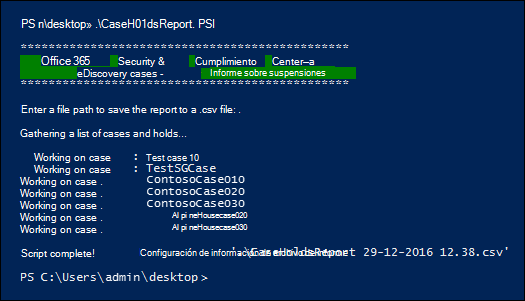 PS n\desktop» .\CaseH01dsReport. PSI
************************************************
Office 365 Security & Cumplimiento Center—a
eDiscovery cases - Informe sobre suspensiones
************************************************
Enter a file path to save the report to a .csv file: .
Gathering a list of cases and holds...
Working on case : Test case 10
Working on case : TestSGCase
Working on case . ContosoCase010
Working on case . ContosoCase020
Working on case . ContosoCase030
Working on case . Al pi neHousecase020
Working on case . Al pi neHousecase030
Script complete! Configuración de información '.\CaseHoldsReport 29-12-2016 12.38.csv'
PS C:\Users\admin\desktop>